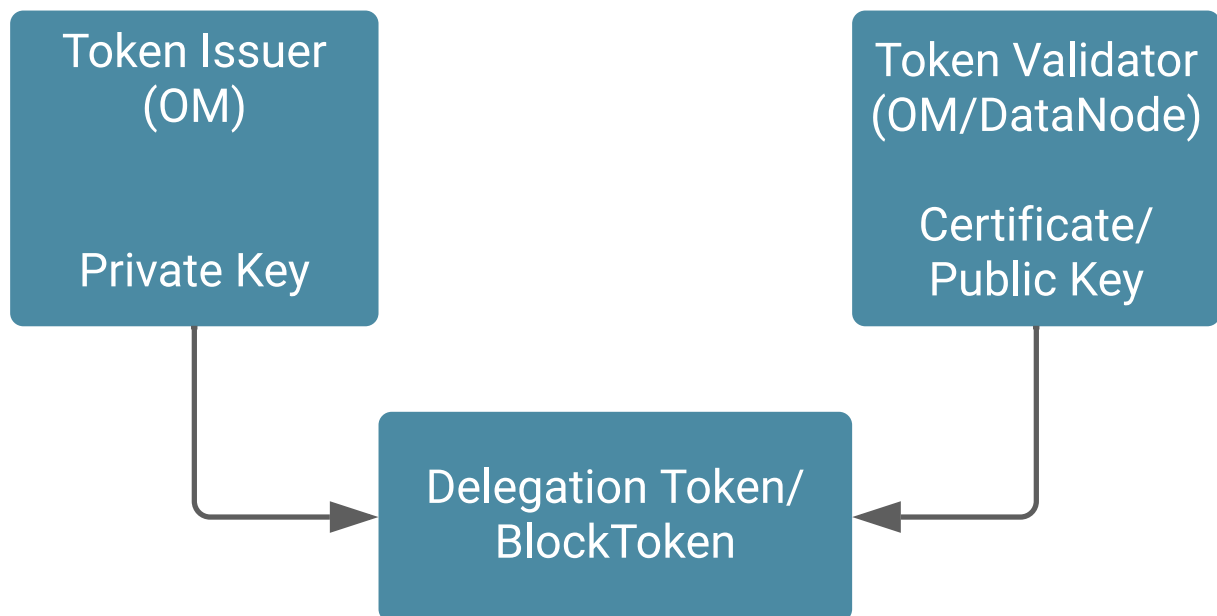 Token Issuer
(OM)
Private Key
Token Validator
(OM/DataNode)
Certificate/
Public Key
Delegation Token/
BlockToken